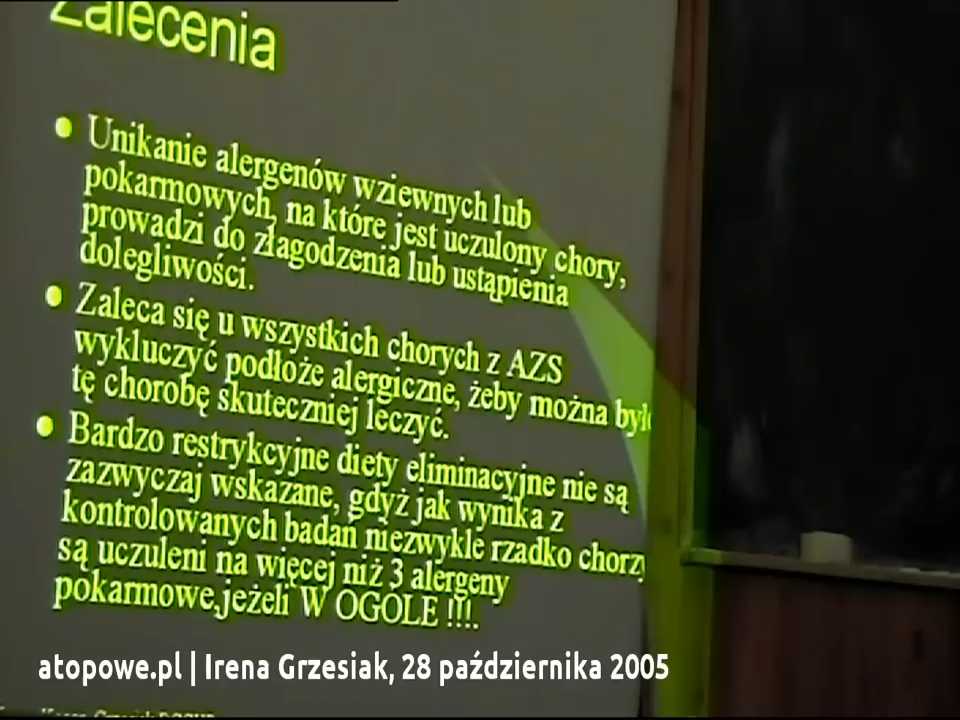 Zalecenia
Unikanie alergenów wziewnych lub
pokarmowych, na które jest uczulony chory,
prowadzi do złagodzenia lub ustąpienia
dolegliwości.
Zaleca się u wszystkich chorych z AZS
wykluczyć podłoże alergiczne, żeby można było
tę chorobę skuteczniej leczyć.
Bardzo restrykcyjne diety eliminacyjne nie są
zazwyczaj wskazane, gdyż jak wynika z
kontrolowanych badań niezwykle rzadko chorzy
są uczuleni na więcej niż 3 alergeny
pokarmowe,jeżeli W OGOLE !!!.
atopowe.pl | Irena Grzesiak, 28 października 2005